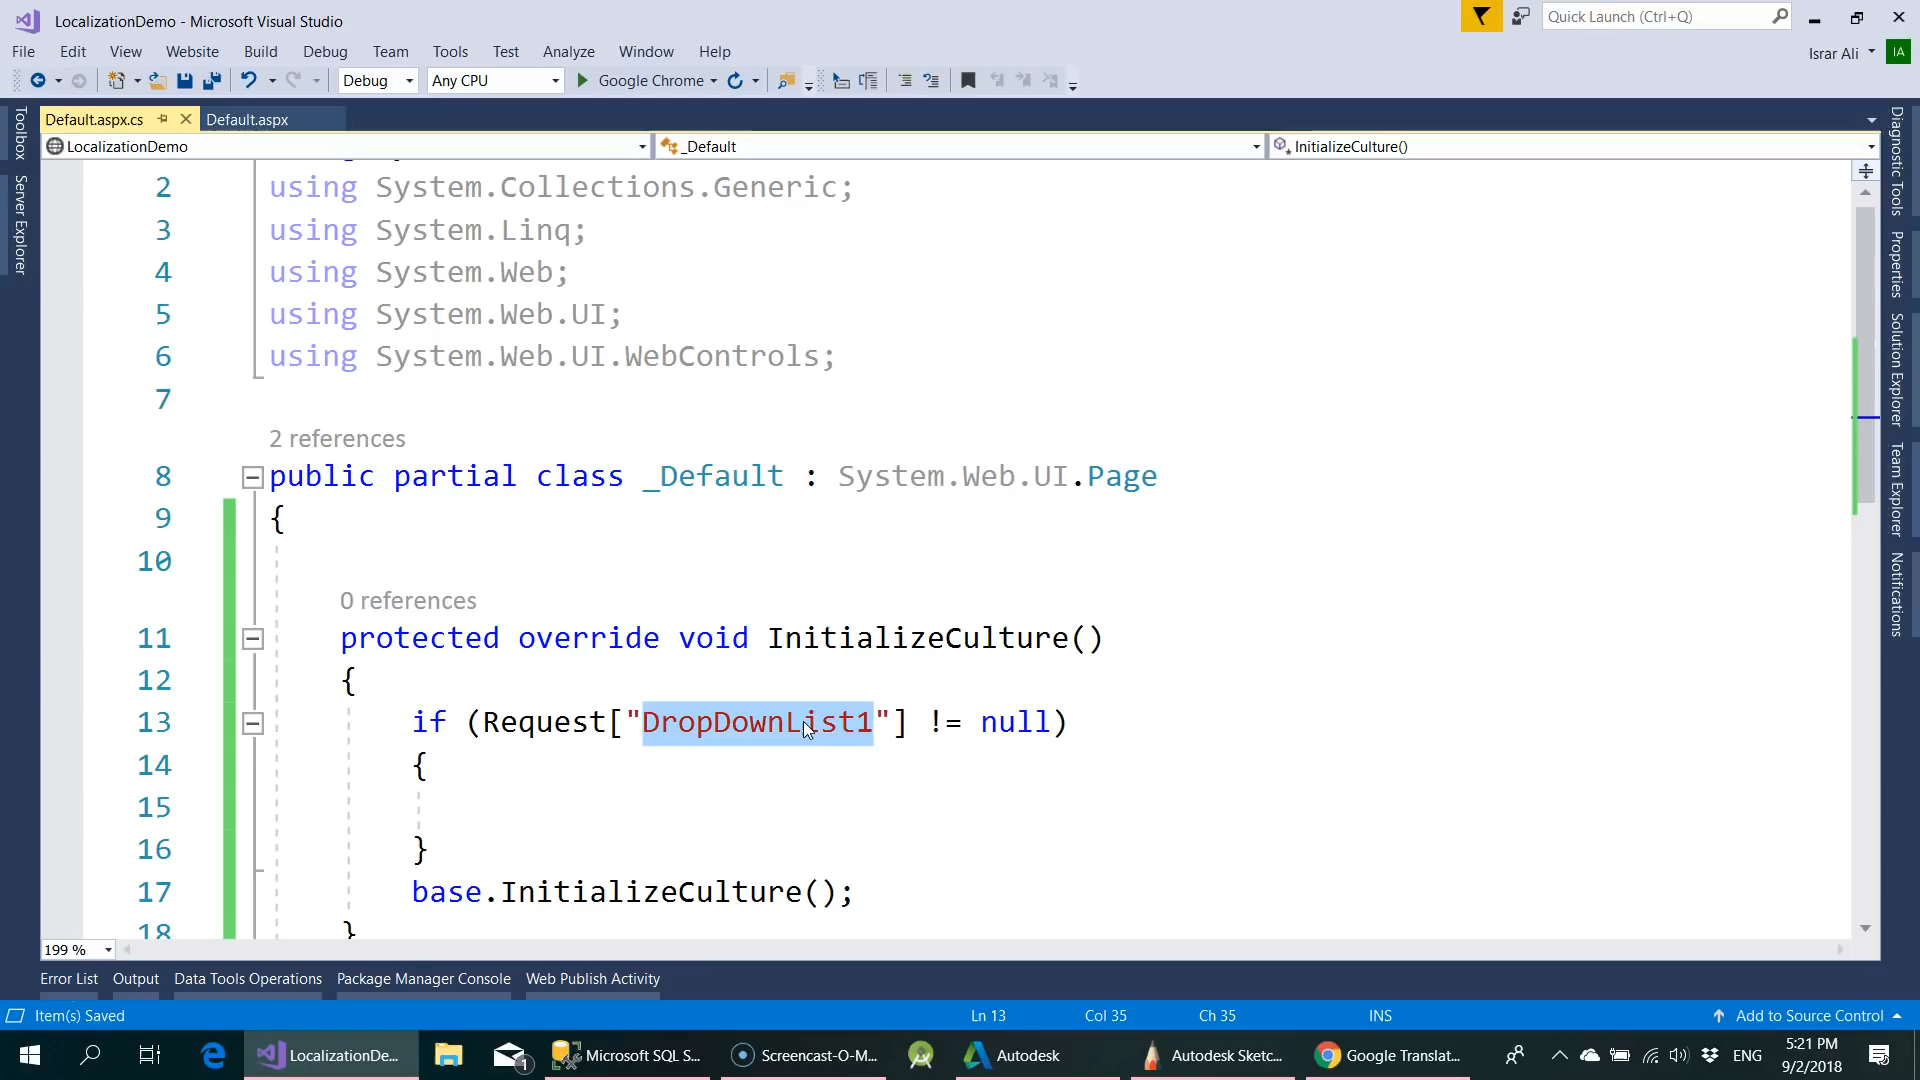 LocalizationDemo - Microsoft Visual Studio
Quick Launch (Ctrl+Q)
File Edit View Website Build Debug Team Tools Test Analyze Window Help
Israr Ali IA
Debug Any CPU Google Chrome
Default.aspx.cs Default.aspx
LocalizationDemo _Default InitializeCulture()
Toolbox
Server Explorer
2 using System.Collections.Generic;
3 using System.Linq;
4 using System.Web;
5 using System.Web.UI;
6 using System.Web.UI.WebControls;
7
2 references
8 public partial class _Default : System.Web.UI.Page
9 {
10
0 references
11 protected override void InitializeCulture()
12 {
13 if (Request["DropDownList1"] != null)
14 {
15
16 }
17 base.InitializeCulture();
18 }
Diagnostic Tools
Properties
Solution Explorer
Team Explorer
Notifications
199 %
Error List Output Data Tools Operations Package Manager Console Web Publish Activity
Item(s) Saved Ln 13 Col 35 Ch 35 INS Add to Source Control
LocalizationDe... 1 Microsoft SQL S... Screencast-O-M... Autodesk Autodesk Sketc... Google Translat... ENG
5:21 PM
9/2/2018